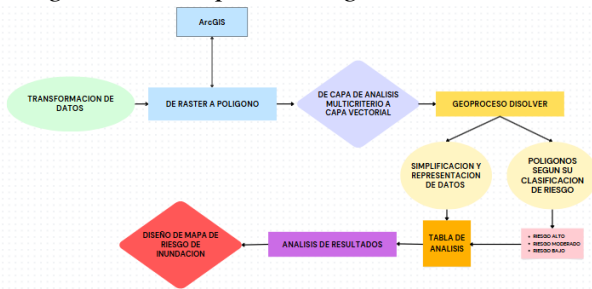 ArcGIS
TRANSFORMACION DE
DATOS
DE RASTER A POLIGONO
DE CAPA DE ANALISIS
MULTICRITERIO A
CAPA VECTORIAL
GEOPROCESO DISOLVER
SIMPLIFICACION Y
REPRESENTACION
DE DATOS
POLIGONOS
SEGUN SU
CLASIFICACION
DE RIESGO
DISEÑO DE MAPA DE
RIESGO DE
INUNDACION
ANALISIS DE RESULTADOS
TABLA DE
ANALISIS
• RIESGO ALTO
• RIESGO MODERADO
• RIESGO BAJO